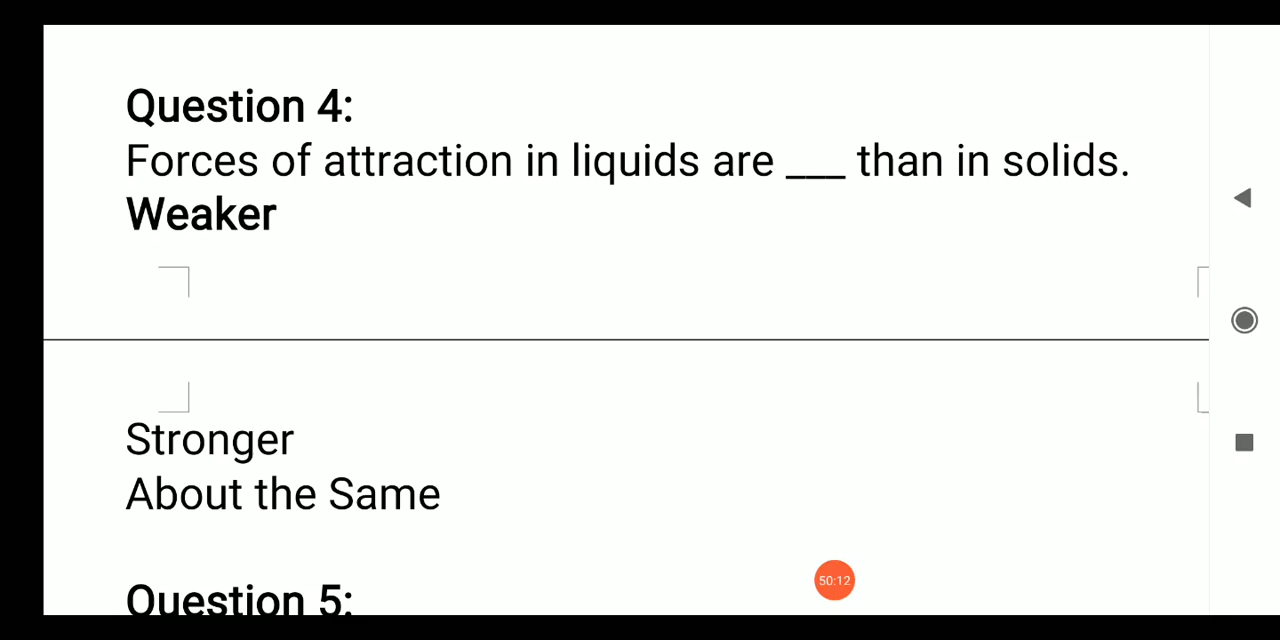 Question 4:
Forces of attraction in liquids are ___ than in solids.
Weaker
Stronger
About the Same
50:12
Question 5: